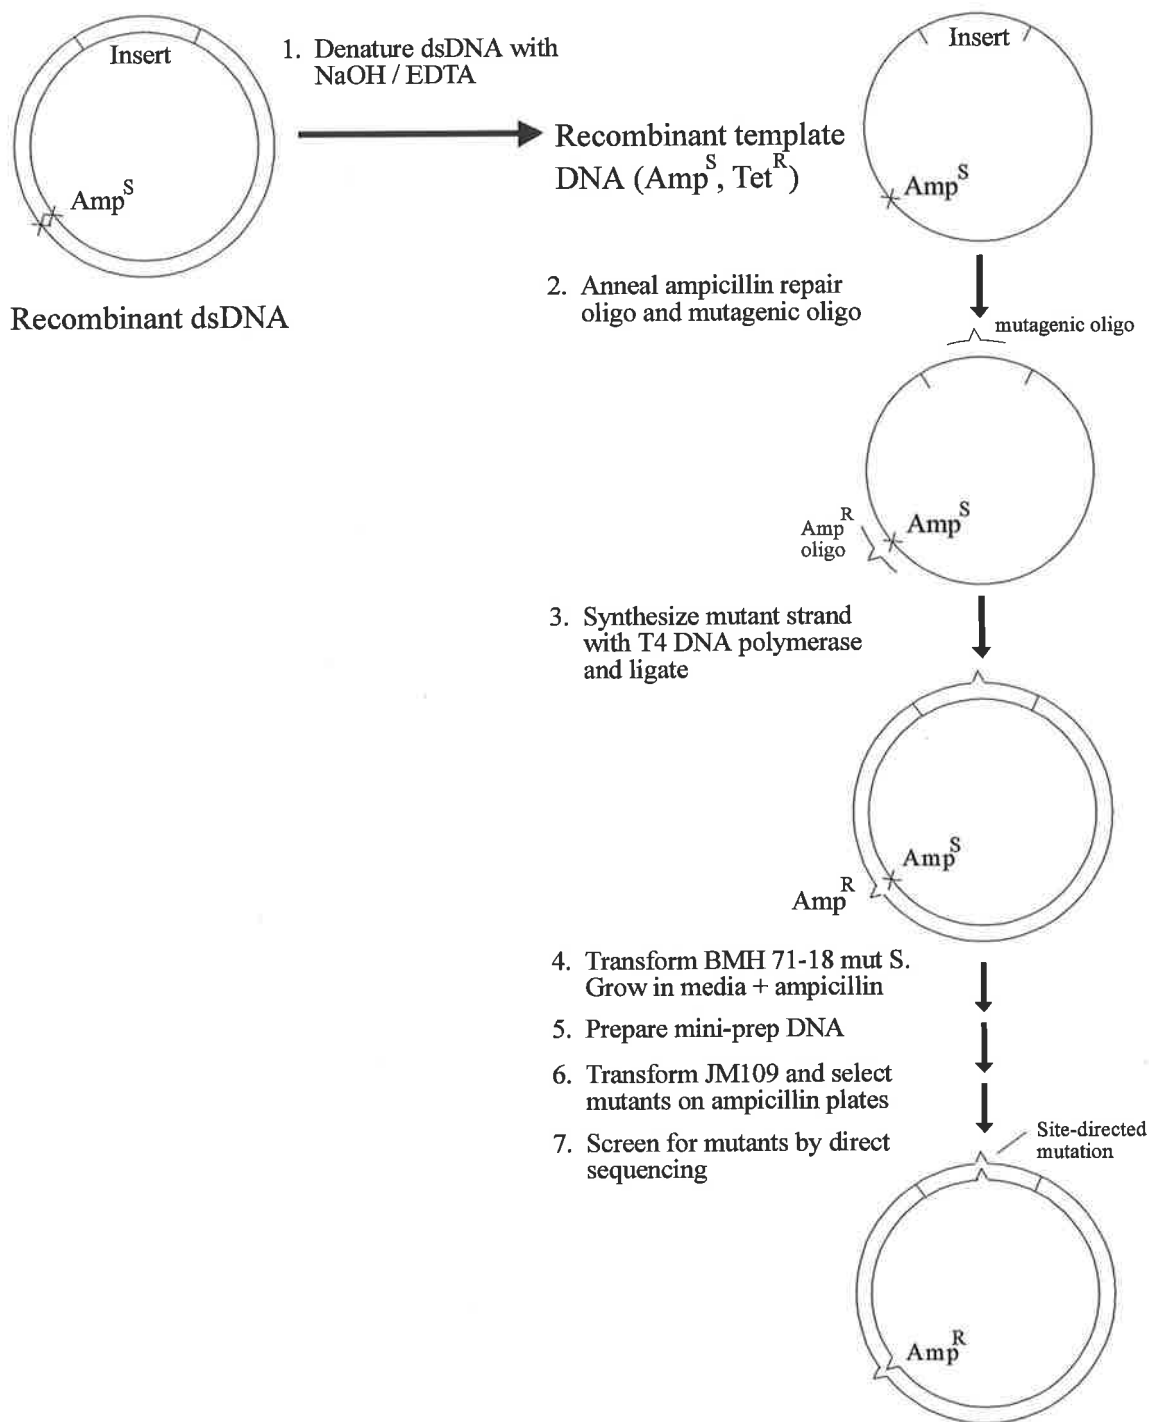 Insert
1. Denature dsDNA with
NaOH / EDTA
Amp^S
Recombinant dsDNA
Recombinant template
DNA (Amp^S, Tet^R)
Insert
Amp^S
2. Anneal ampicillin repair
oligo and mutagenic oligo
mutagenic oligo
Amp^R
oligo
Amp^S
3. Synthesize mutant strand
with T4 DNA polymerase
and ligate
Amp^S
Amp^R
4. Transform BMH 71-18 mut S.
Grow in media + ampicillin
5. Prepare mini-prep DNA
6. Transform JM109 and select
mutants on ampicillin plates
7. Screen for mutants by direct
sequencing
Site-directed
mutation
Amp^R